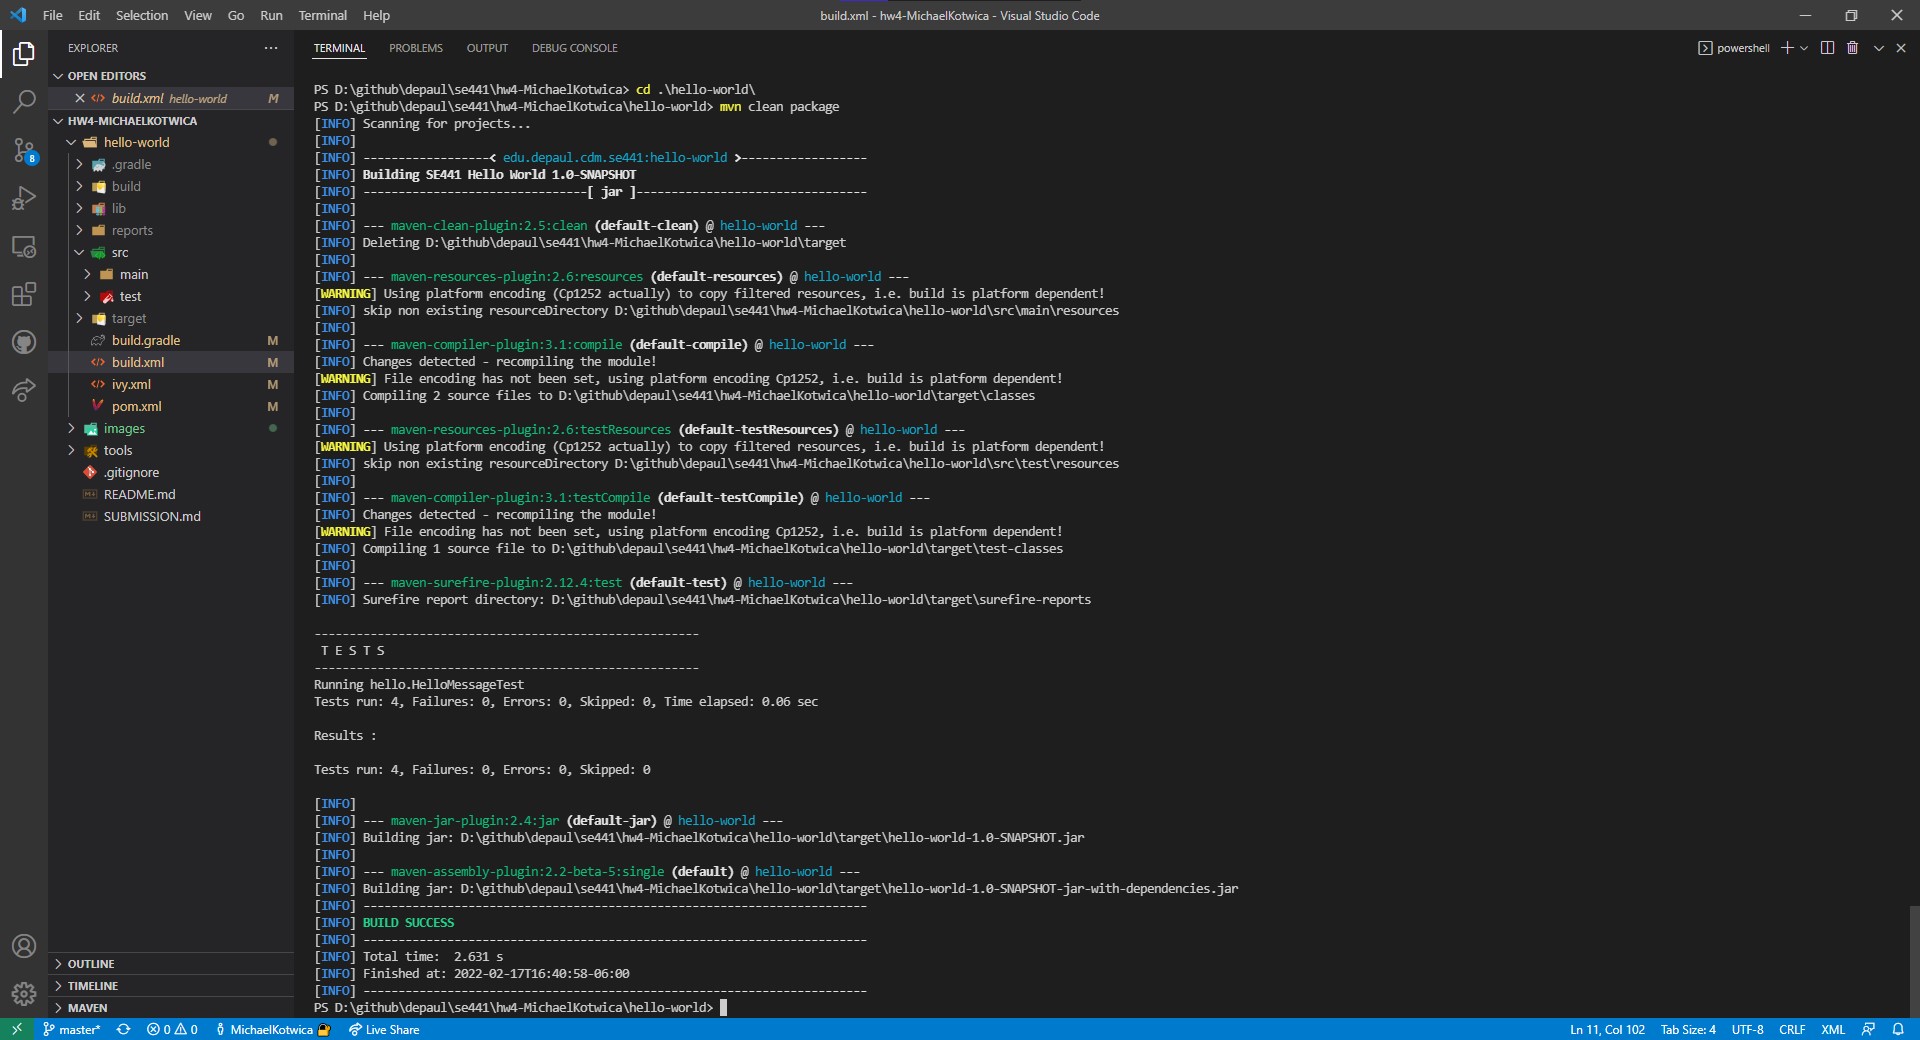 File Edit Selection View Go Run Terminal Help
build.xml - hw4-MichaelKotwica - Visual Studio Code
EXPLORER
OPEN EDITORS
build.xml hello-world M
HW4-MICHAELKOTWICA
hello-world
.gradle
build
lib
reports
src
main
test
target
build.gradle M
build.xml M
ivy.xml M
pom.xml M
images
tools
.gitignore
README.md
SUBMISSION.md
OUTLINE
TIMELINE
MAVEN
8
TERMINAL PROBLEMS OUTPUT DEBUG CONSOLE
powershell
PS D:\github\depaul\se441\hw4-MichaelKotwica> cd .\hello-world\
PS D:\github\depaul\se441\hw4-MichaelKotwica\hello-world> mvn clean package
[INFO] Scanning for projects...
[INFO]
[INFO] ------------------< edu.depaul.cdm.se441:hello-world >------------------
[INFO] Building SE441 Hello World 1.0-SNAPSHOT
[INFO] --------------------------------[ jar ]---------------------------------
[INFO]
[INFO] --- maven-clean-plugin:2.5:clean (default-clean) @ hello-world ---
[INFO] Deleting D:\github\depaul\se441\hw4-MichaelKotwica\hello-world\target
[INFO]
[INFO] --- maven-resources-plugin:2.6:resources (default-resources) @ hello-world ---
[WARNING] Using platform encoding (Cp1252 actually) to copy filtered resources, i.e. build is platform dependent!
[INFO] skip non existing resourceDirectory D:\github\depaul\se441\hw4-MichaelKotwica\hello-world\src\main\resources
[INFO]
[INFO] --- maven-compiler-plugin:3.1:compile (default-compile) @ hello-world ---
[INFO] Changes detected - recompiling the module!
[WARNING] File encoding has not been set, using platform encoding Cp1252, i.e. build is platform dependent!
[INFO] Compiling 2 source files to D:\github\depaul\se441\hw4-MichaelKotwica\hello-world\target\classes
[INFO]
[INFO] --- maven-resources-plugin:2.6:testResources (default-testResources) @ hello-world ---
[WARNING] Using platform encoding (Cp1252 actually) to copy filtered resources, i.e. build is platform dependent!
[INFO] skip non existing resourceDirectory D:\github\depaul\se441\hw4-MichaelKotwica\hello-world\src\test\resources
[INFO]
[INFO] --- maven-compiler-plugin:3.1:testCompile (default-testCompile) @ hello-world ---
[INFO] Changes detected - recompiling the module!
[WARNING] File encoding has not been set, using platform encoding Cp1252, i.e. build is platform dependent!
[INFO] Compiling 1 source file to D:\github\depaul\se441\hw4-MichaelKotwica\hello-world\target\test-classes
[INFO]
[INFO] --- maven-surefire-plugin:2.12.4:test (default-test) @ hello-world ---
[INFO] Surefire report directory: D:\github\depaul\se441\hw4-MichaelKotwica\hello-world\target\surefire-reports
-------------------------------------------------------
T E S T S
-------------------------------------------------------
Running hello.HelloMessageTest
Tests run: 4, Failures: 0, Errors: 0, Skipped: 0, Time elapsed: 0.06 sec
Results :
Tests run: 4, Failures: 0, Errors: 0, Skipped: 0
[INFO]
[INFO] --- maven-jar-plugin:2.4:jar (default-jar) @ hello-world ---
[INFO] Building jar: D:\github\depaul\se441\hw4-MichaelKotwica\hello-world\target\hello-world-1.0-SNAPSHOT.jar
[INFO]
[INFO] --- maven-assembly-plugin:2.2-beta-5:single (default) @ hello-world ---
[INFO] Building jar: D:\github\depaul\se441\hw4-MichaelKotwica\hello-world\target\hello-world-1.0-SNAPSHOT-jar-with-dependencies.jar
[INFO] ------------------------------------------------------------------------
[INFO] BUILD SUCCESS
[INFO] ------------------------------------------------------------------------
[INFO] Total time:  2.631 s
[INFO] Finished at: 2022-02-17T16:40:58-06:00
[INFO] ------------------------------------------------------------------------
PS D:\github\depaul\se441\hw4-MichaelKotwica\hello-world>
master* 0 0 MichaelKotwica Live Share
Ln 11, Col 102 Tab Size: 4 UTF-8 CRLF XML